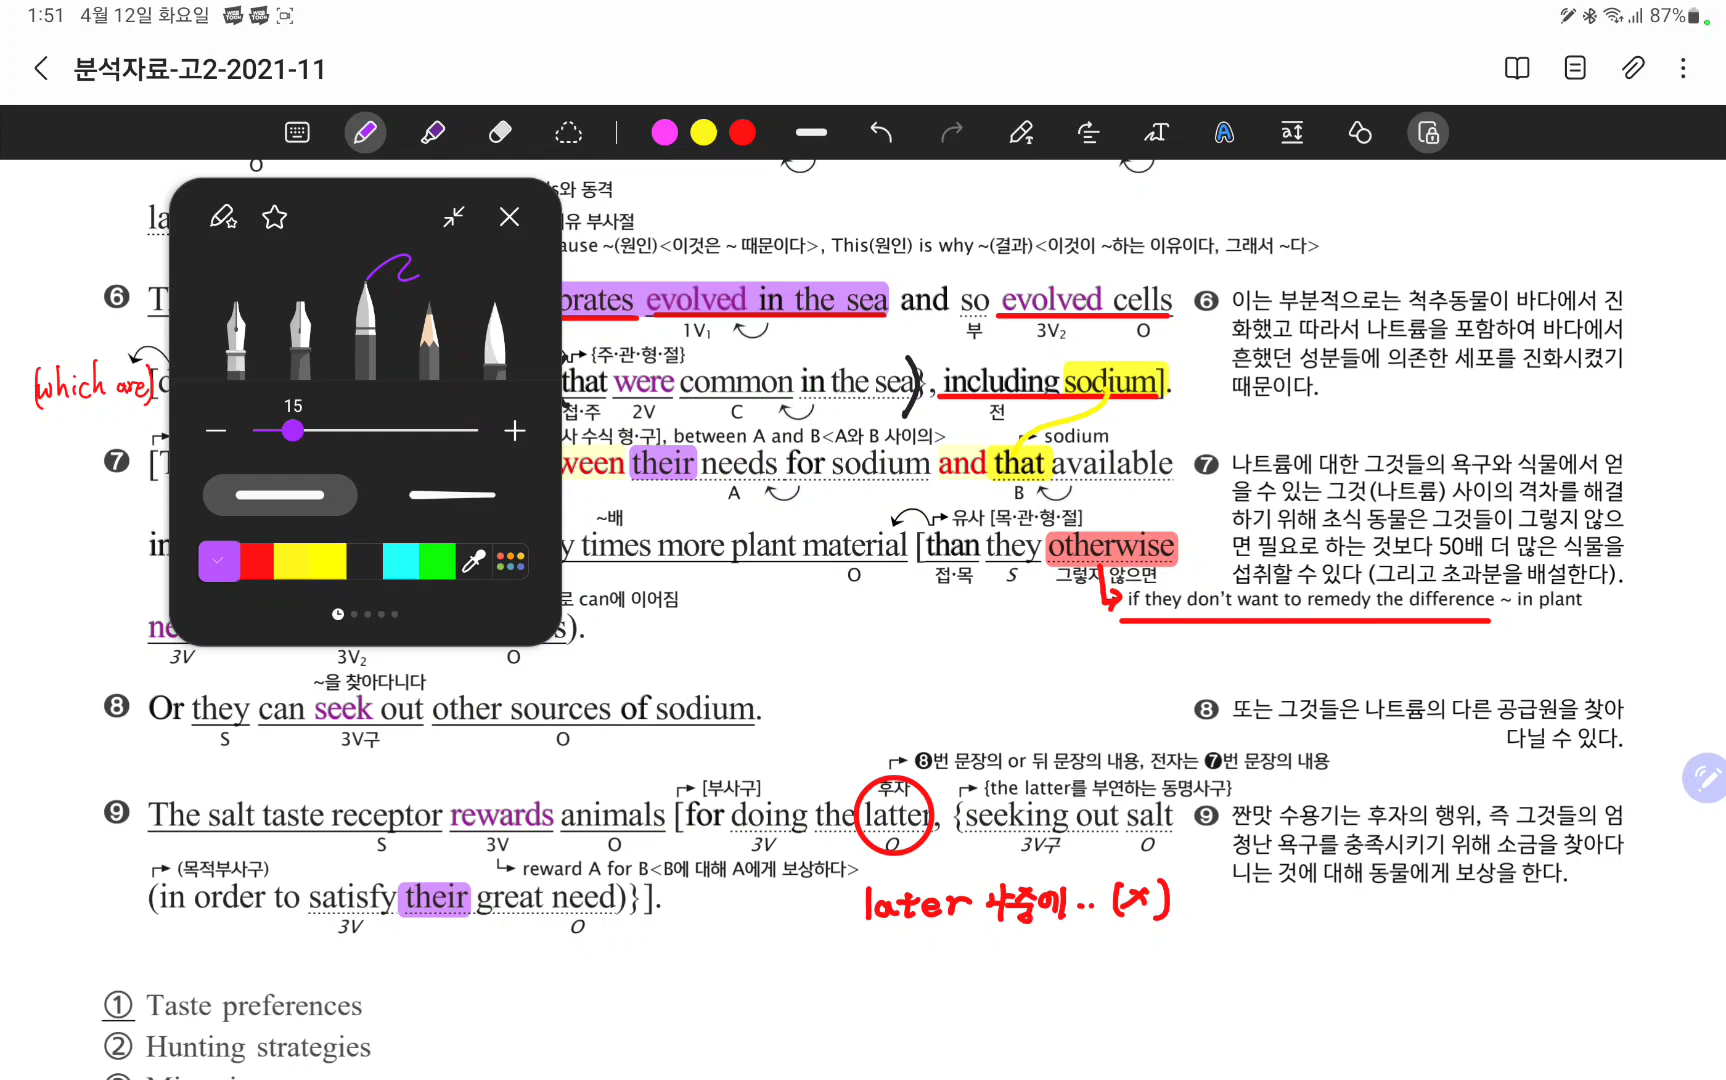 1:51 4월 12일 화요일 87%
분석자료-고2-2021-11
15
O
s와 동격
la
유 부사절
ause ~(원인)<이것은 ~ 때문이다>, This(원인) is why ~(결과)<이것이 ~하는 이유이다, 그래서 ~다>
❻ T brates evolved in the sea and so evolved cells
1V₁ 부 3V₂ O
❻ 이는 부분적으로는 척추동물이 바다에서 진
화했고 따라서 나트륨을 포함하여 바다에서
흔했던 성분들에 의존한 세포를 진화시켰기
때문이다.
{주·관·형·절}
(which are) [d that were common in the sea}, including sodium].
접·주 2V C 전
사 수식 형·구], between A and B<A와 B 사이의> sodium
❼ [T ween their needs for sodium and that available
A B
❼ 나트륨에 대한 그것들의 욕구와 식물에서 얻
을 수 있는 그것(나트륨) 사이의 격차를 해결
하기 위해 초식 동물은 그것들이 그렇지 않으
면 필요로 하는 것보다 50배 더 많은 식물을
섭취할 수 있다 (그리고 초과분을 배설한다).
~배 유사 [목·관·형·절]
in y times more plant material [than they otherwise
O 접·목 S 그렇지 않으면
로 can에 이어짐 if they don't want to remedy the difference ~ in plant
ne s).
3V 3V₂ O
~을 찾아다니다
❽ Or they can seek out other sources of sodium.
S 3V구 O
❽ 또는 그것들은 나트륨의 다른 공급원을 찾아
다닐 수 있다.
❽번 문장의 or 뒤 문장의 내용, 전자는 ❼번 문장의 내용
[부사구] 후자 {the latter를 부연하는 동명사구}
❾ The salt taste receptor rewards animals [for doing the latter, {seeking out salt
S 3V O 3V O 3V구 O
❾ 짠맛 수용기는 후자의 행위, 즉 그것들의 엄
청난 욕구를 충족시키기 위해 소금을 찾아다
니는 것에 대해 동물에게 보상을 한다.
(목적부사구) reward A for B<B에 대해 A에게 보상하다>
(in order to satisfy their great need)}].
3V O
later 나중에.. (x)
① Taste preferences
② Hunting strategies